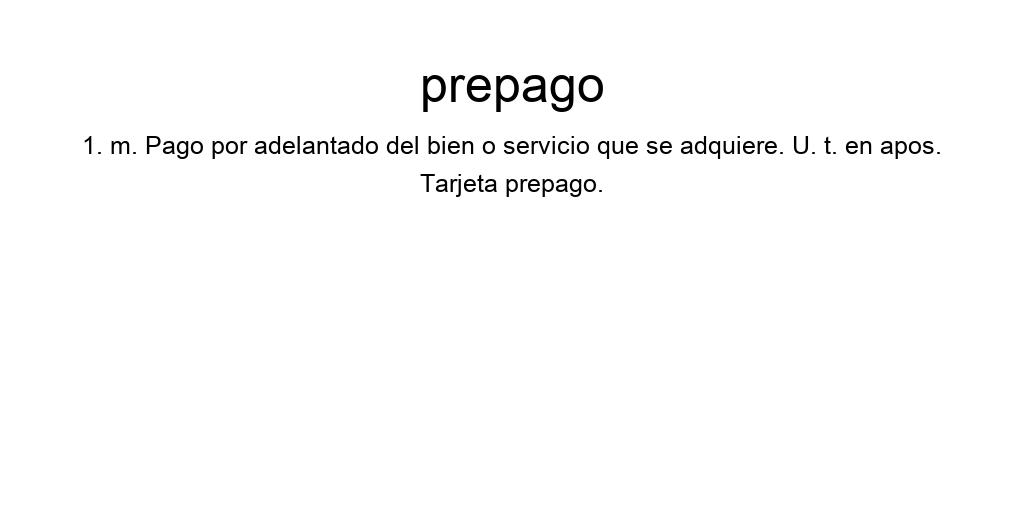 prepago
1. m. Pago por adelantado del bien o servicio que se adquiere. U. t. en apos.
Tarjeta prepago.